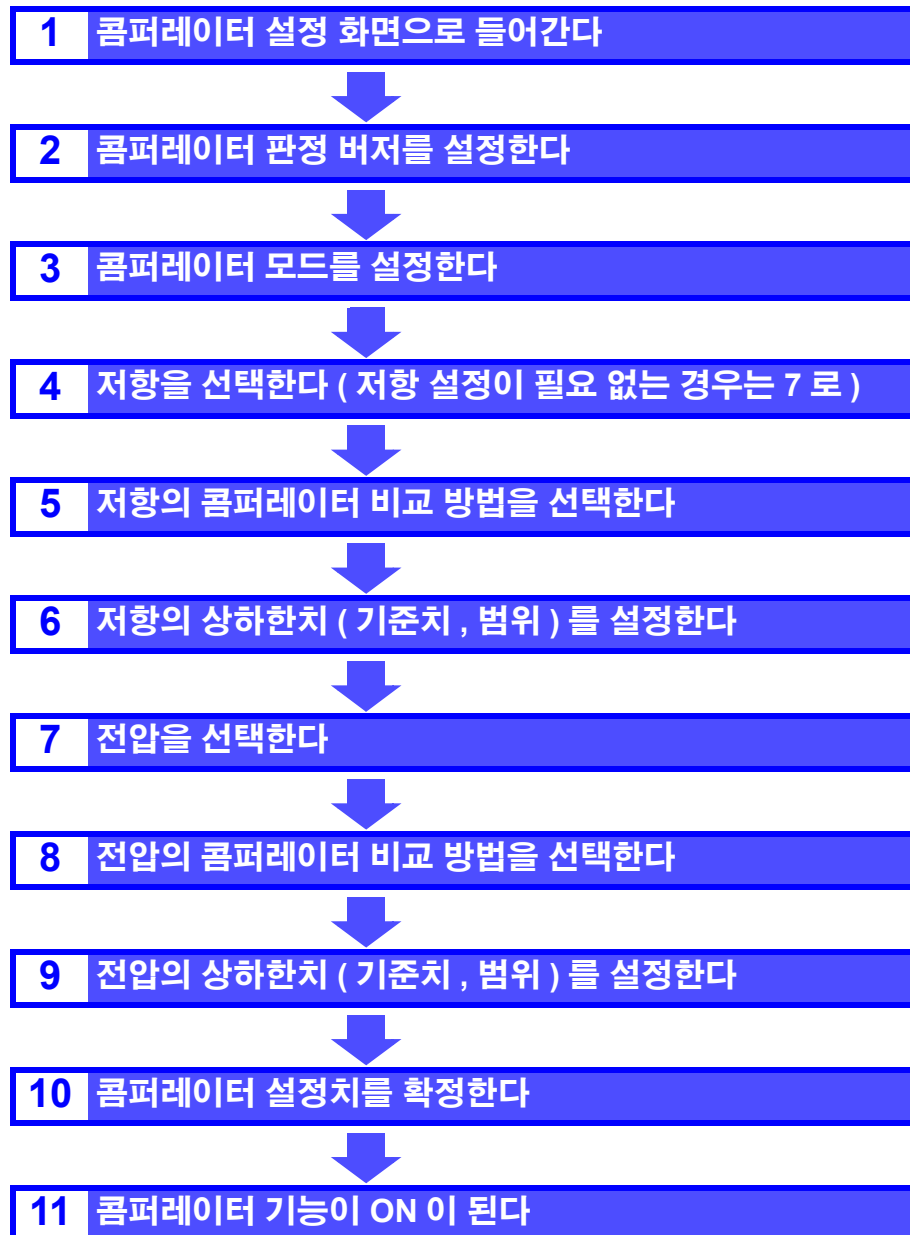 1 콤퍼레이터 설정 화면으로 들어간다
2 콤퍼레이터 판정 버저를 설정한다
3 콤퍼레이터 모드를 설정한다
4 저항을 선택한다 ( 저항 설정이 필요 없는 경우는 7 로 )
5 저항의 콤퍼레이터 비교 방법을 선택한다
6 저항의 상하한치 ( 기준치 , 범위 ) 를 설정한다
7 전압을 선택한다
8 전압의 콤퍼레이터 비교 방법을 선택한다
9 전압의 상하한치 ( 기준치 , 범위 ) 를 설정한다
10 콤퍼레이터 설정치를 확정한다
11 콤퍼레이터 기능이 ON 이 된다